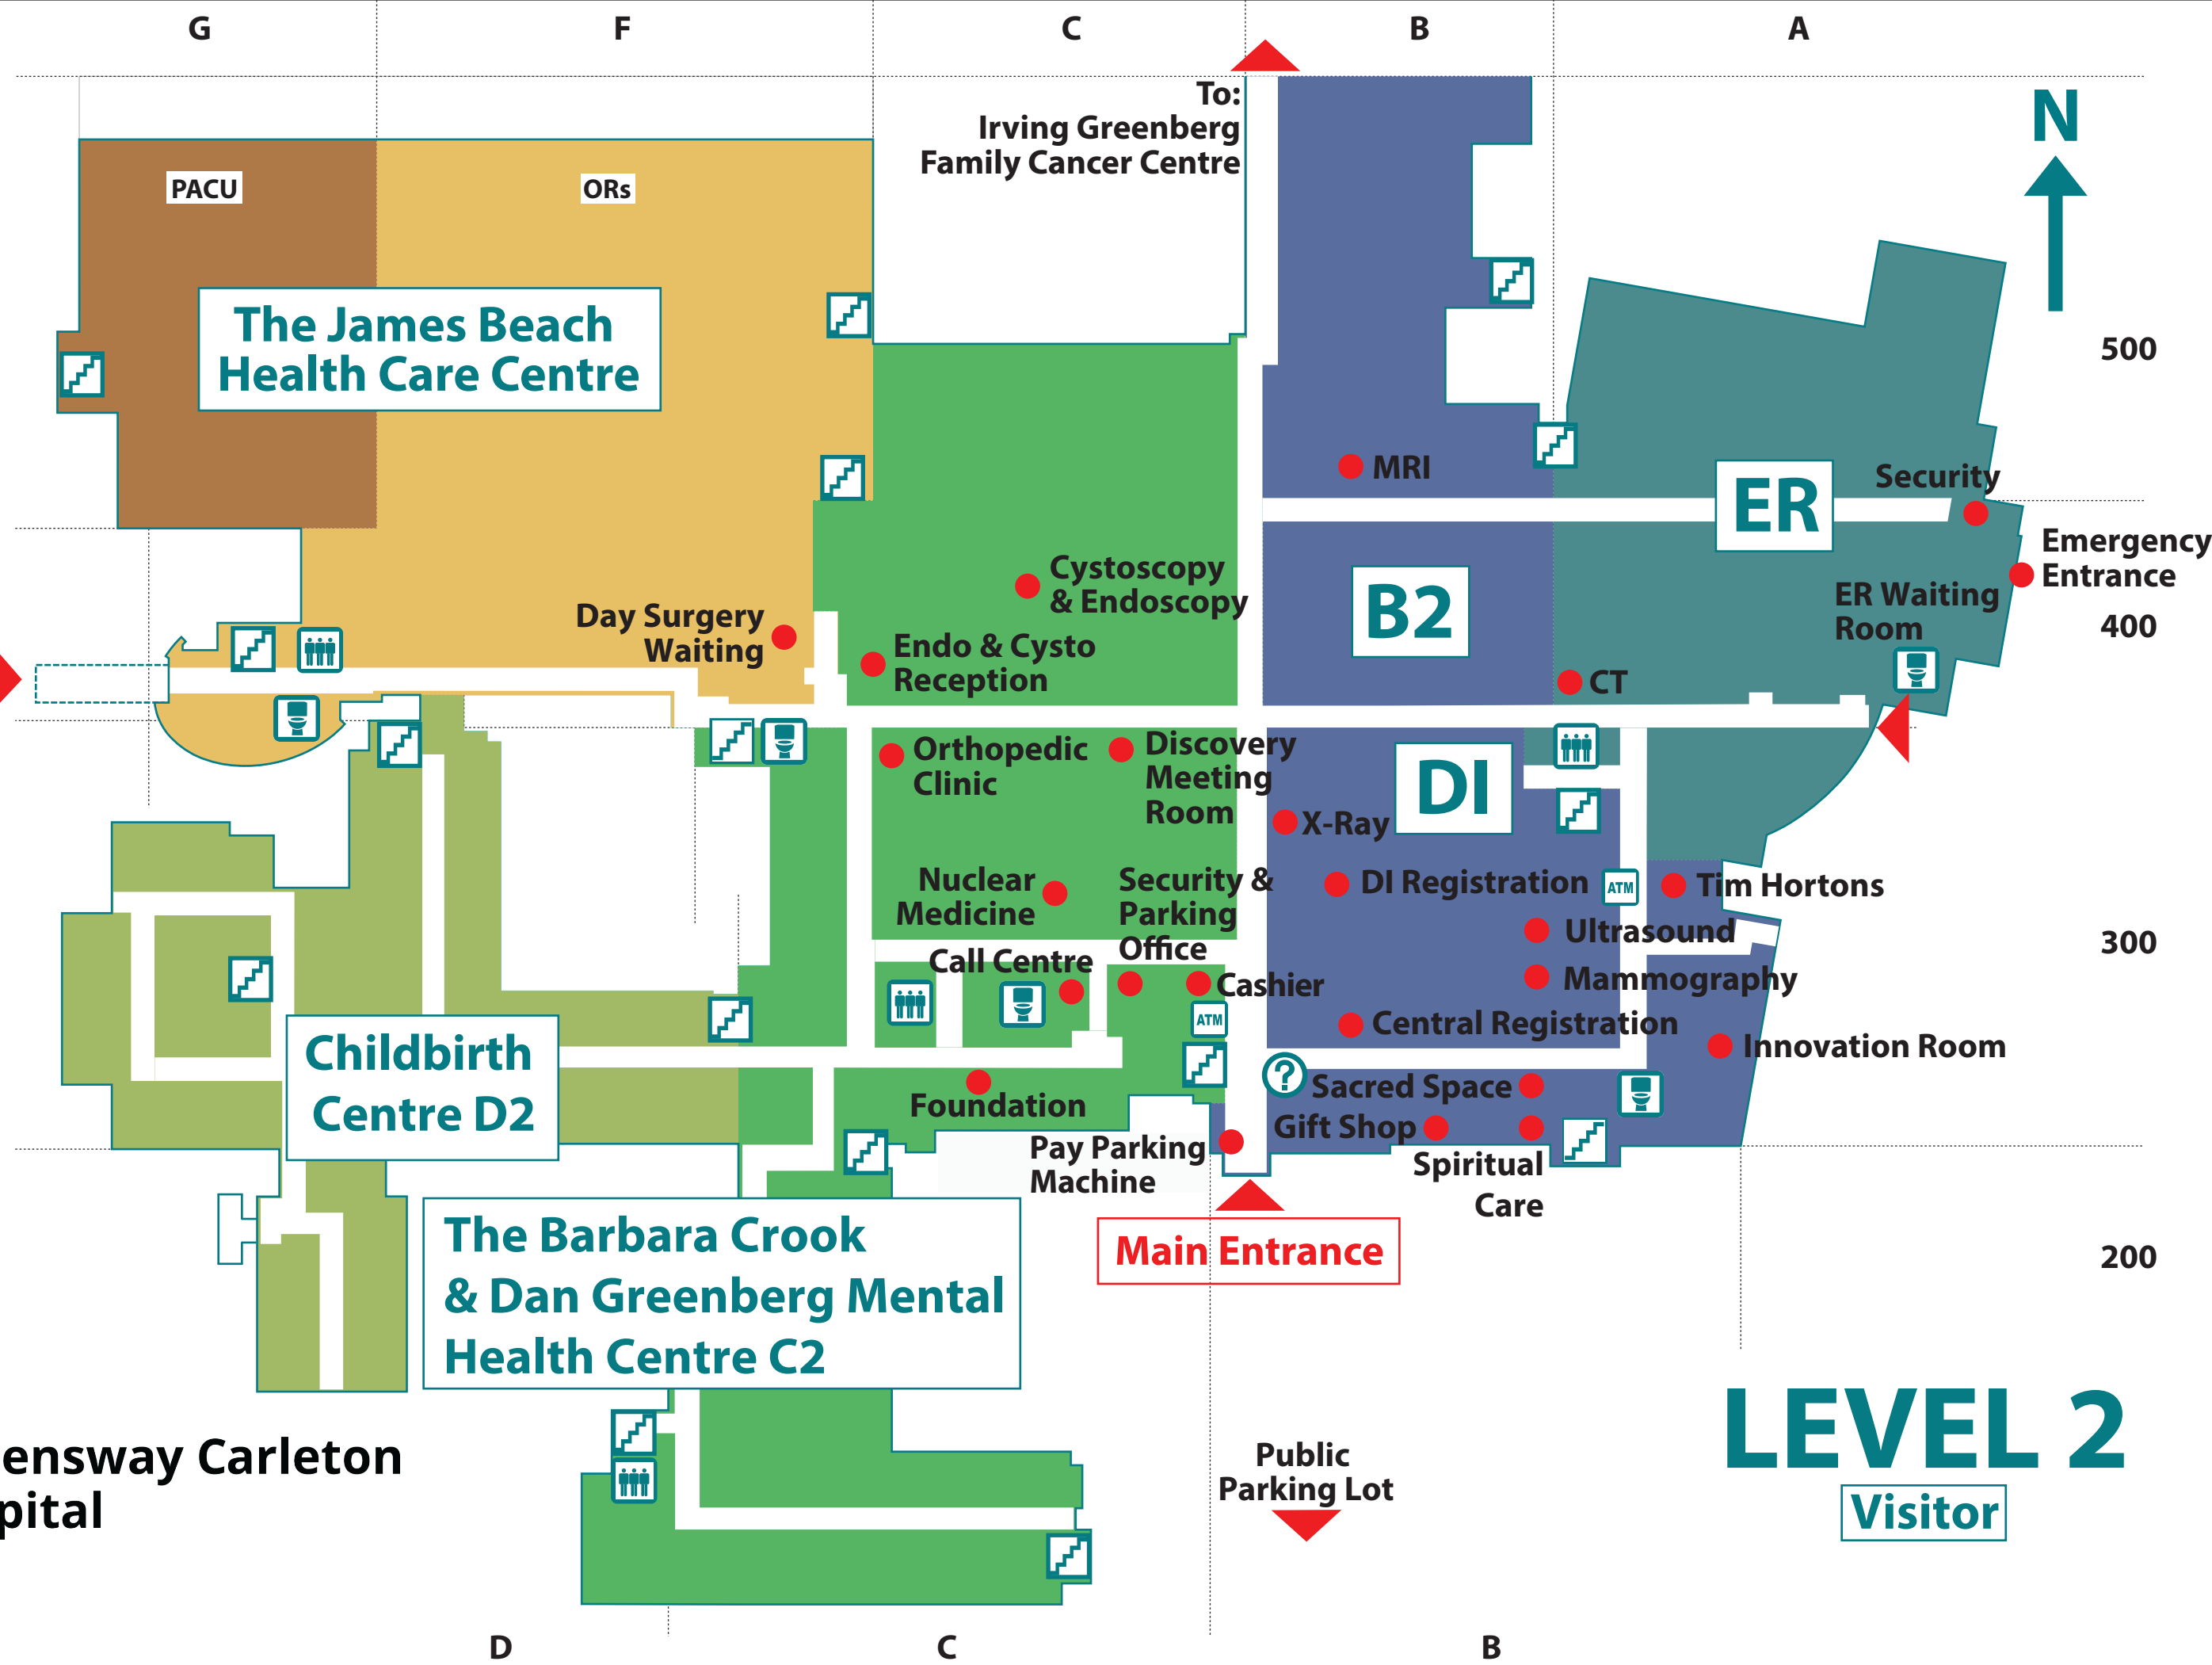 G
F
C
B
A
To:
Irving Greenberg
Family Cancer Centre
N
PACU
ORs
The James Beach
Health Care Centre
500
MRI
ER
Security
Emergency
Entrance
Cystoscopy
& Endoscopy
B2
ER Waiting
Room
400
Day Surgery
Waiting
Endo & Cysto
Reception
CT
Orthopedic
Clinic
Discovery
Meeting
Room
DI
X-Ray
Nuclear
Medicine
Security &
Parking
Office
DI Registration
ATM
Tim Hortons
Ultrasound
300
Call Centre
Cashier
Mammography
ATM
Central Registration
Innovation Room
Childbirth
Centre D2
?
Sacred Space
Foundation
Gift Shop
Pay Parking
Machine
Spiritual
Care
The Barbara Crook
& Dan Greenberg Mental
Health Centre C2
Main Entrance
200
ensway Carleton
pital
Public
Parking Lot
LEVEL 2
Visitor
D
C
B